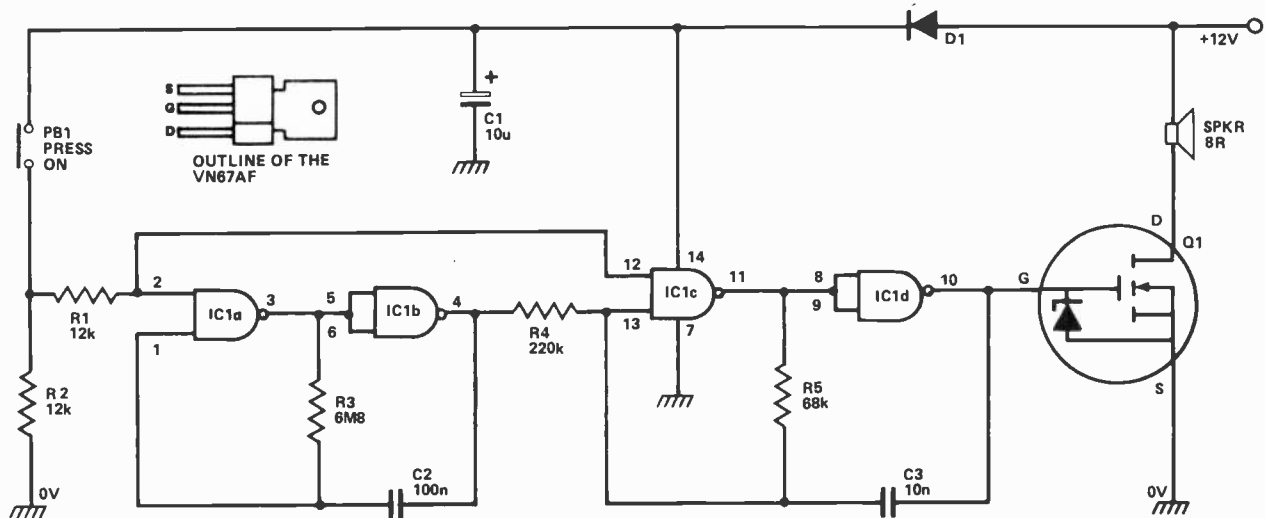 D1
+12V
S
G
D
OUTLINE OF THE
VN67AF
PB1
PRESS
ON
+
C1
10u
SPKR
8R
D
Q1
2
R1
12k
1
IC1a
3
5
6
IC1b
4
R4
220k
12
14
13
IC1c
11
7
8
9
IC1d
10
G
S
R2
12k
R3
6M8
R5
68k
C2
100n
C3
10n
0V
0V